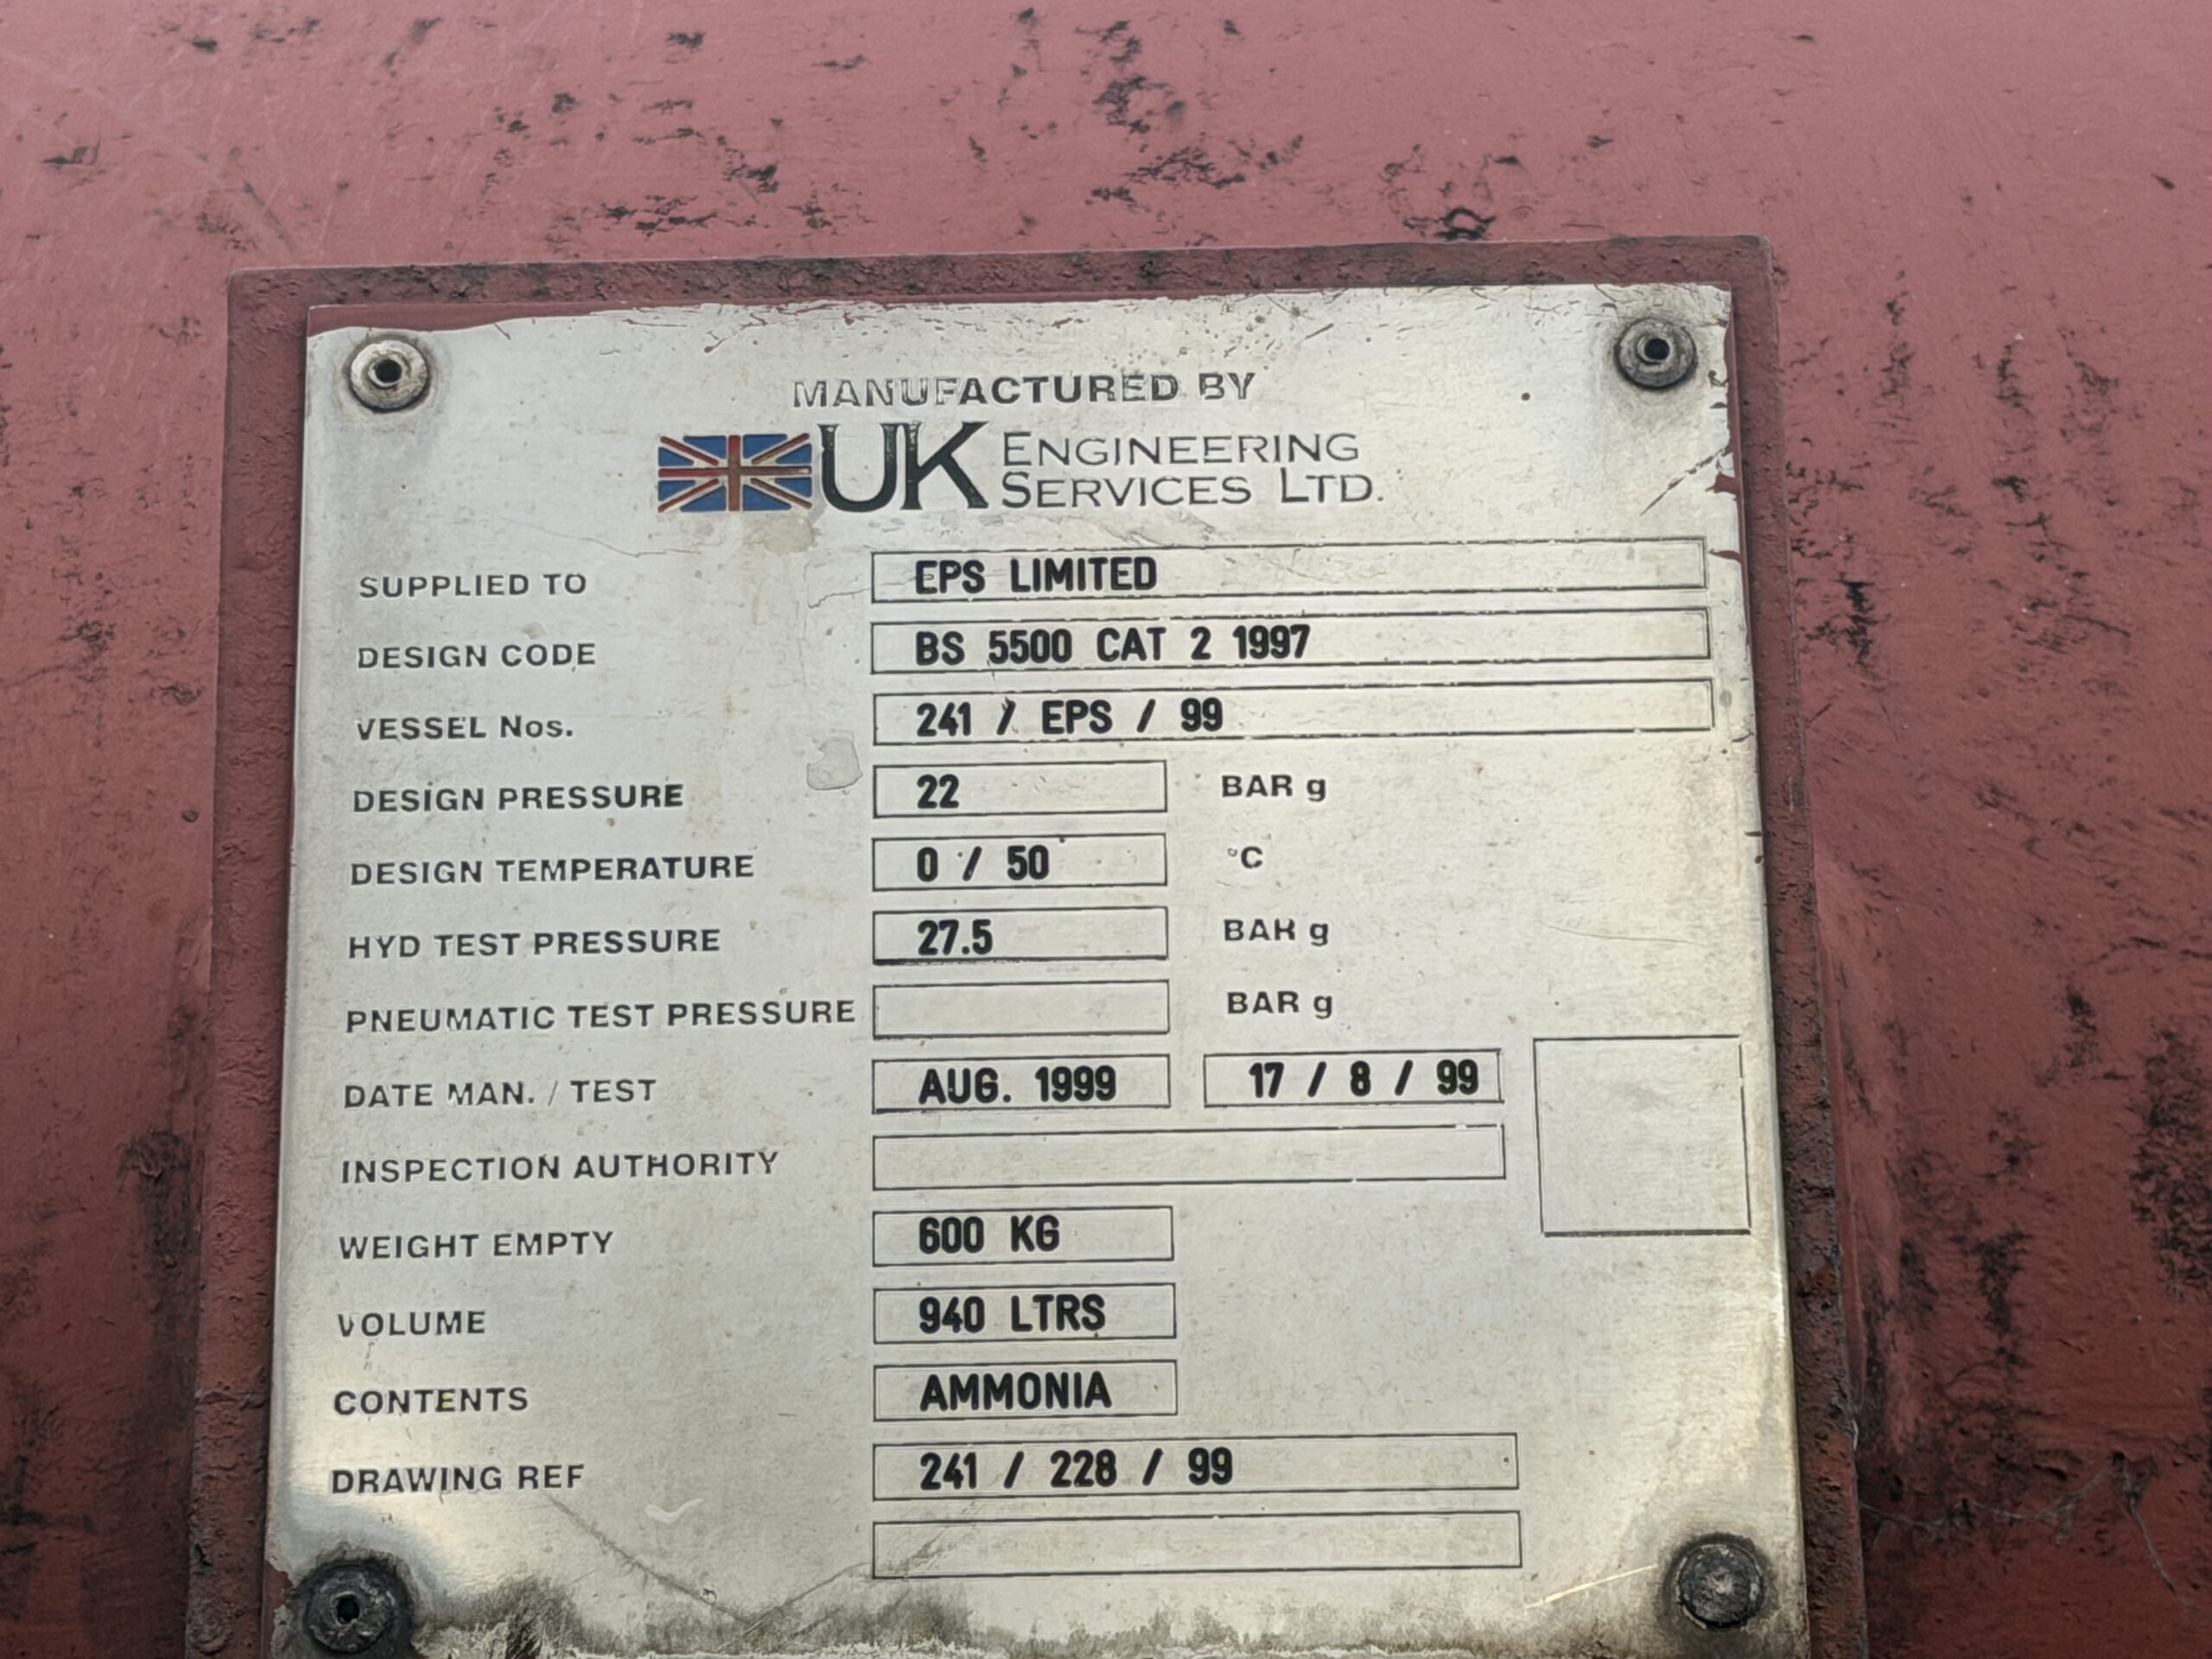 MANUFACTURED BY
UK ENGINEERING
SERVICES LTD.
SUPPLIED TO EPS LIMITED
DESIGN CODE BS 5500 CAT 2 1997
VESSEL Nos. 241 / EPS / 99
DESIGN PRESSURE 22 BAR g
DESIGN TEMPERATURE 0 / 50 °C
HYD TEST PRESSURE 27.5 BAR g
PNEUMATIC TEST PRESSURE BAR g
DATE MAN. / TEST AUG. 1999 17 / 8 / 99
INSPECTION AUTHORITY
WEIGHT EMPTY 600 KG
VOLUME 940 LTRS
CONTENTS AMMONIA
DRAWING REF 241 / 228 / 99